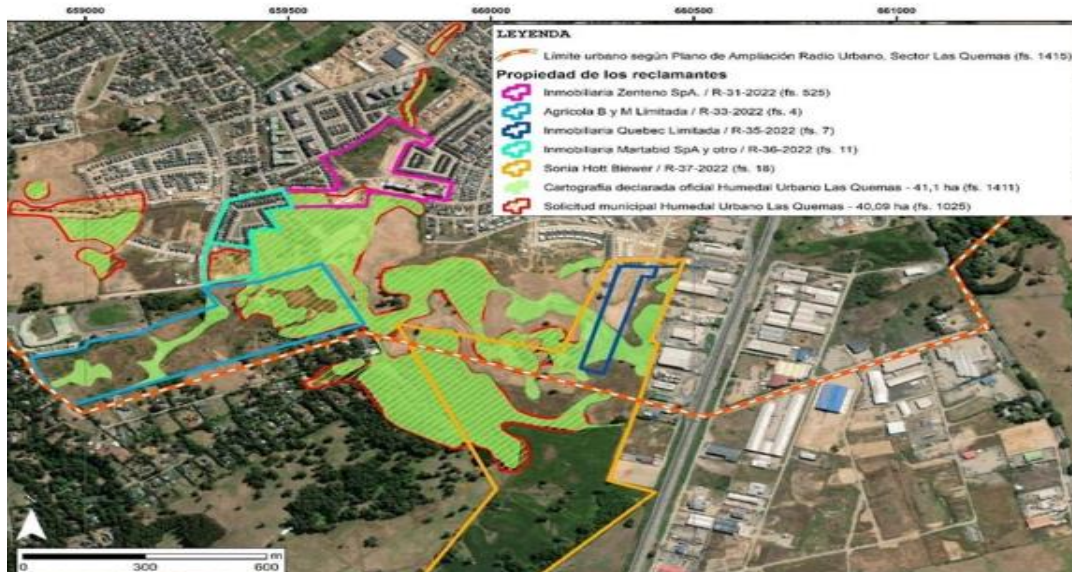 659000 659500 660000 660500 661000
LEYENDA
Límite urbano según Plano de Ampliación Radio Urbano, Sector Las Quemas (fs. 1415)
Propiedad de los reclamantes
Inmobiliaria Zenteno SpA. / R-31-2022 (fs. 525)
Agrícola B y M Limitada / R-33-2022 (fs. 4)
Inmobiliaria Quebec Limitada / R-35-2022 (fs. 7)
Inmobiliaria Martabid SpA y otro / R-36-2022 (fs. 11)
Sonia Hott Biewer / R-37-2022 (fs. 16)
Cartografía declarada oficial Humedal Urbano Las Quemas - 41,1 ha (fs. 1411)
Solicitud municipal Humedal Urbano Las Quemas - 40,09 ha (fs. 1025)
m
0 300 600